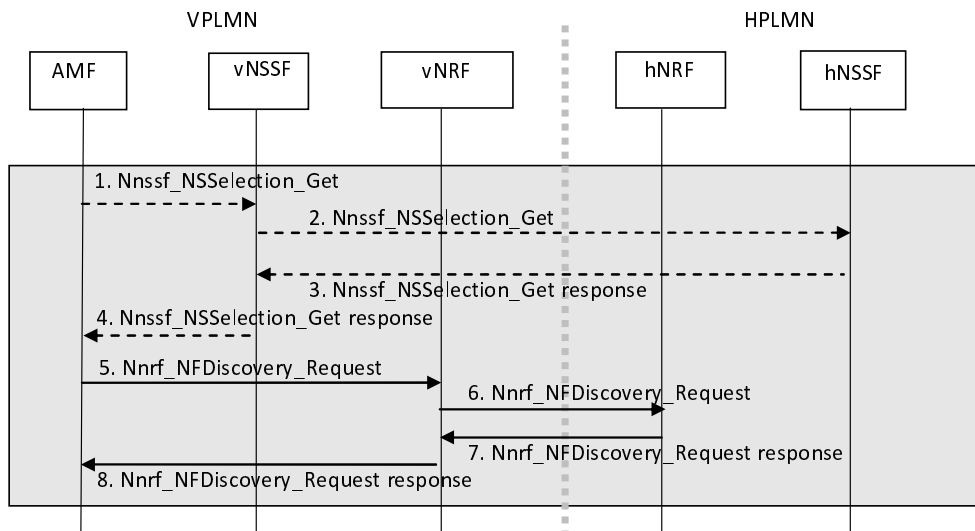 VPLMN
HPLMN
AMF
vNSSF
vNRF
hNRF
hNSSF
1. Nnssf_NSSelection_Get
2. Nnssf_NSSelection_Get
3. Nnssf_NSSelection_Get response
4. Nnssf_NSSelection_Get response
5. Nnrf_NFDiscovery_Request
6. Nnrf_NFDiscovery_Request
7. Nnrf_NFDiscovery_Request response
8. Nnrf_NFDiscovery_Request response